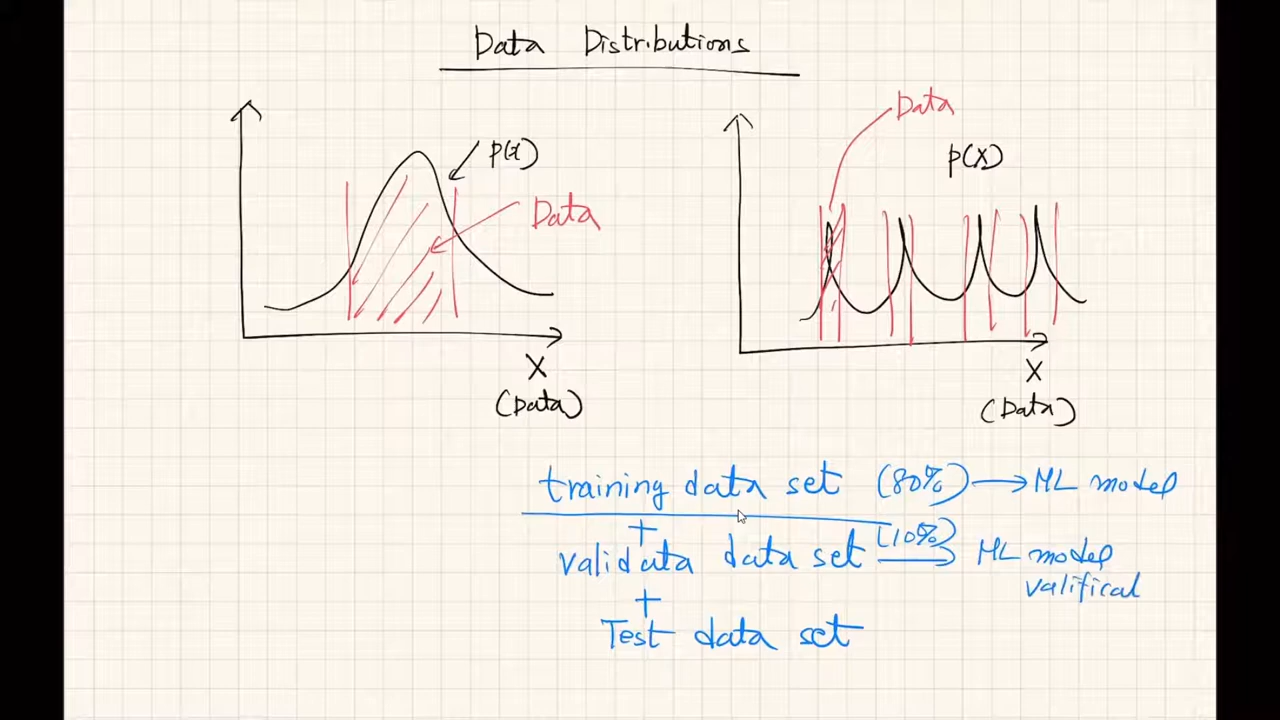 Data Distributions
p(x)
Data
X
(Data)
Data
p(X)
X
(Data)
training data set (80%) → ML model
+
validata data set (10%) → ML model
valifical
+
Test data set